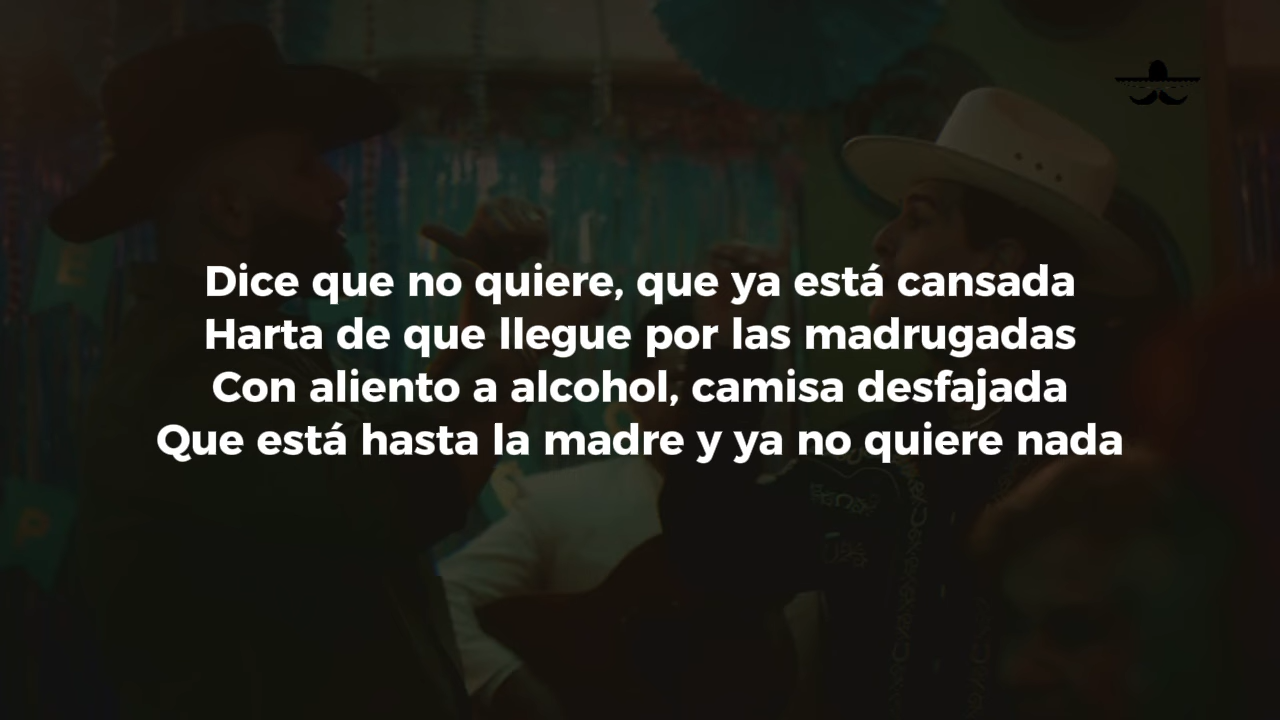 Dice que no quiere, que ya está cansada
Harta de que llegue por las madrugadas
Con aliento a alcohol, camisa desfajada
Que está hasta la madre y ya no quiere nada